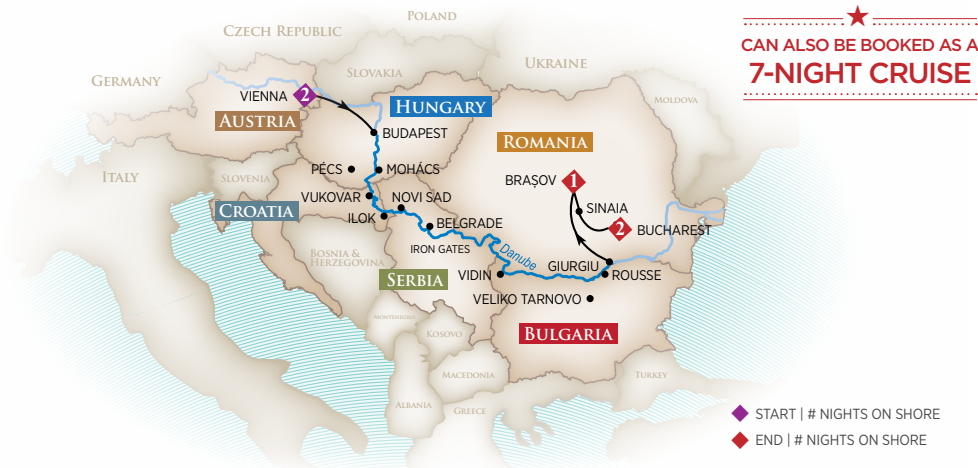 POLAND
CZECH REPUBLIC
CAN ALSO BE BOOKED AS A
7-NIGHT CRUISE
UKRAINE
SLOVAKIA
GERMANY
VIENNA 2
HUNGARY
MOLDOVA
AUSTRIA
BUDAPEST
ROMANIA
ITALY
PÉCS
MOHÁCS
SLOVENIA
BRAȘOV 1
VUKOVAR
NOVI SAD
CROATIA
SINAIA
ILOK
BELGRADE
2 BUCHAREST
IRON GATES
Danube
BOSNIA &
HERZEGOVINA
GIURGIU
SERBIA
VIDIN
ROUSSE
VELIKO TARNOVO
MONTENEGRO
KOSOVO
BULGARIA
MACEDONIA
TURKEY
ALBANIA
GREECE
START | # NIGHTS ON SHORE
END | # NIGHTS ON SHORE